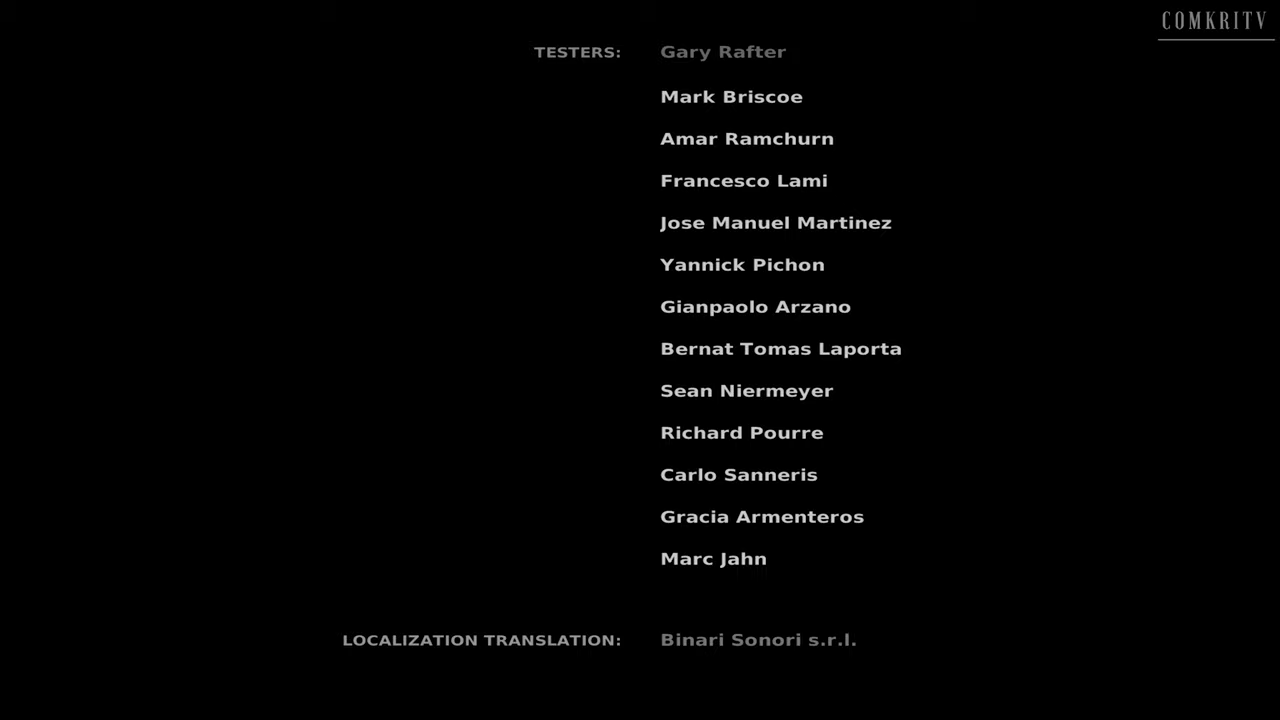 COMKRITV
TESTERS: Gary Rafter
Mark Briscoe
Amar Ramchurn
Francesco Lami
Jose Manuel Martinez
Yannick Pichon
Gianpaolo Arzano
Bernat Tomas Laporta
Sean Niermeyer
Richard Pourre
Carlo Sanneris
Gracia Armenteros
Marc Jahn
LOCALIZATION TRANSLATION: Binari Sonori s.r.l.